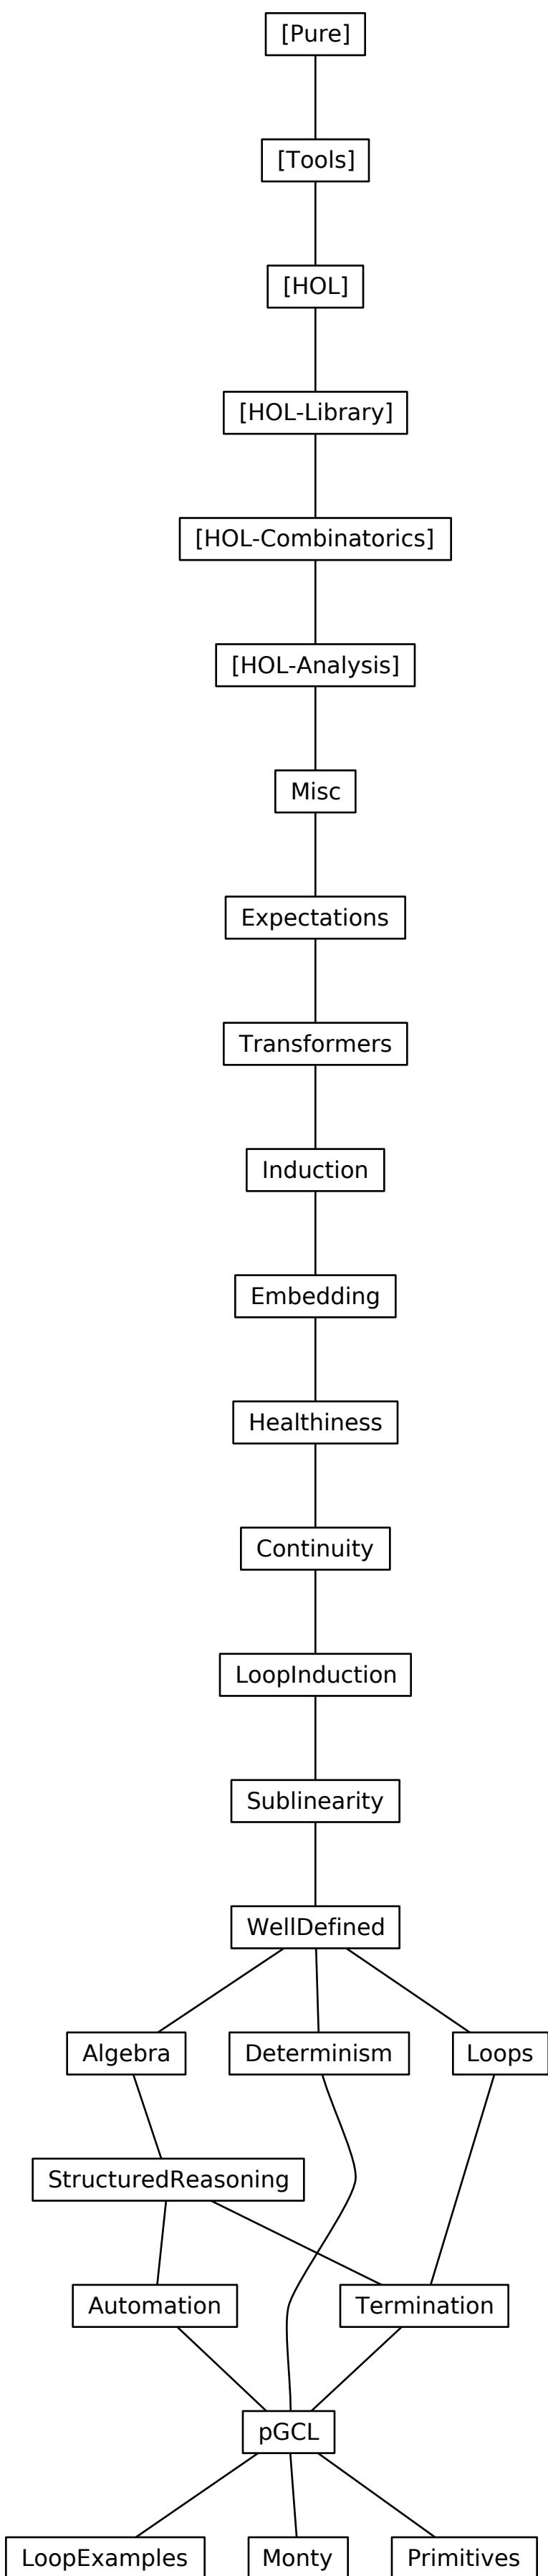 [Pure]
[Tools]
[HOL]
[HOL-Library]
[HOL-Combinatorics]
[HOL-Analysis]
Misc
Expectations
Transformers
Induction
Embedding
Healthiness
Continuity
LoopInduction
Sublinearity
WellDefined
Algebra
Determinism
Loops
StructuredReasoning
Automation
Termination
pGCL
LoopExamples
Monty
Primitives